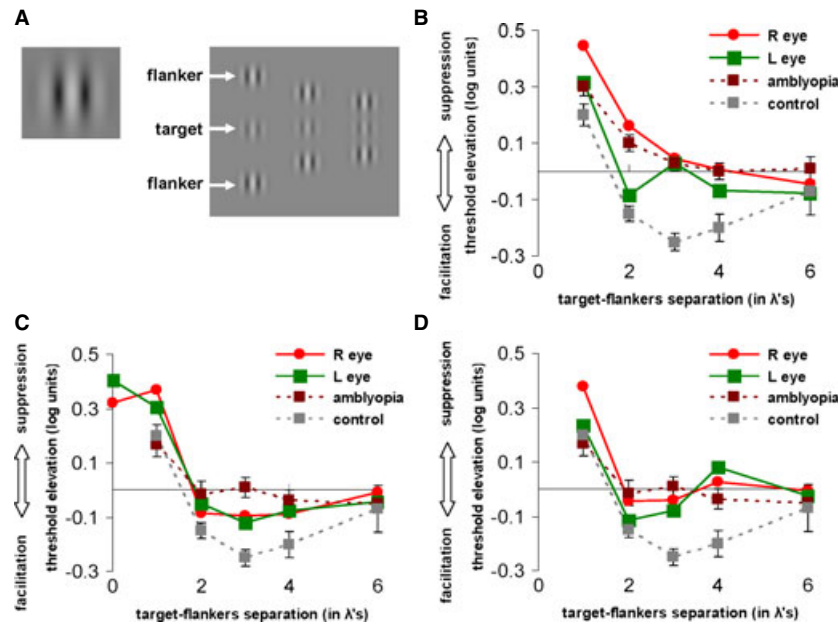 A
flanker
target
flanker
B
suppression
facilitation
threshold elevation (log units)
0.5
0.3
0.1
-0.1
-0.3
0
2
4
6
target-flankers separation (in λ's)
R eye
L eye
amblyopia
control
C
suppression
facilitation
threshold elevation (log units)
0.5
0.3
0.1
-0.1
-0.3
0
2
4
6
target-flankers separation (in λ's)
R eye
L eye
amblyopia
control
D
suppression
facilitation
threshold elevation (log units)
0.5
0.3
0.1
-0.1
-0.3
0
2
4
6
target-flankers separation (in λ's)
R eye
L eye
amblyopia
control